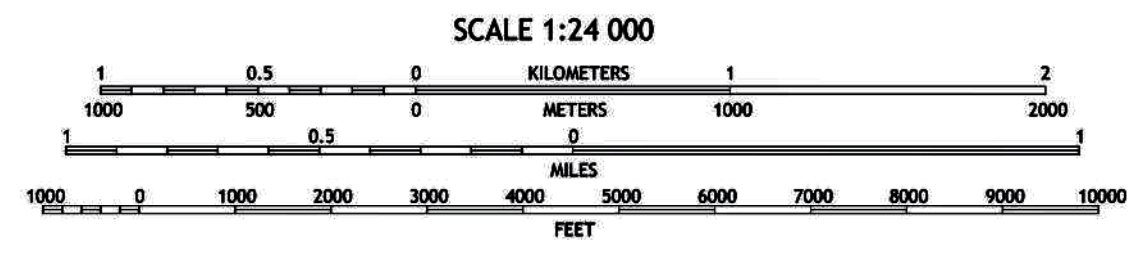 SCALE 1:24 000
1 0.5 0 KILOMETERS 1 2
1000 500 0 METERS 1000 2000
1 0.5 0 1
MILES
1000 0 1000 2000 3000 4000 5000 6000 7000 8000 9000 10000
FEET